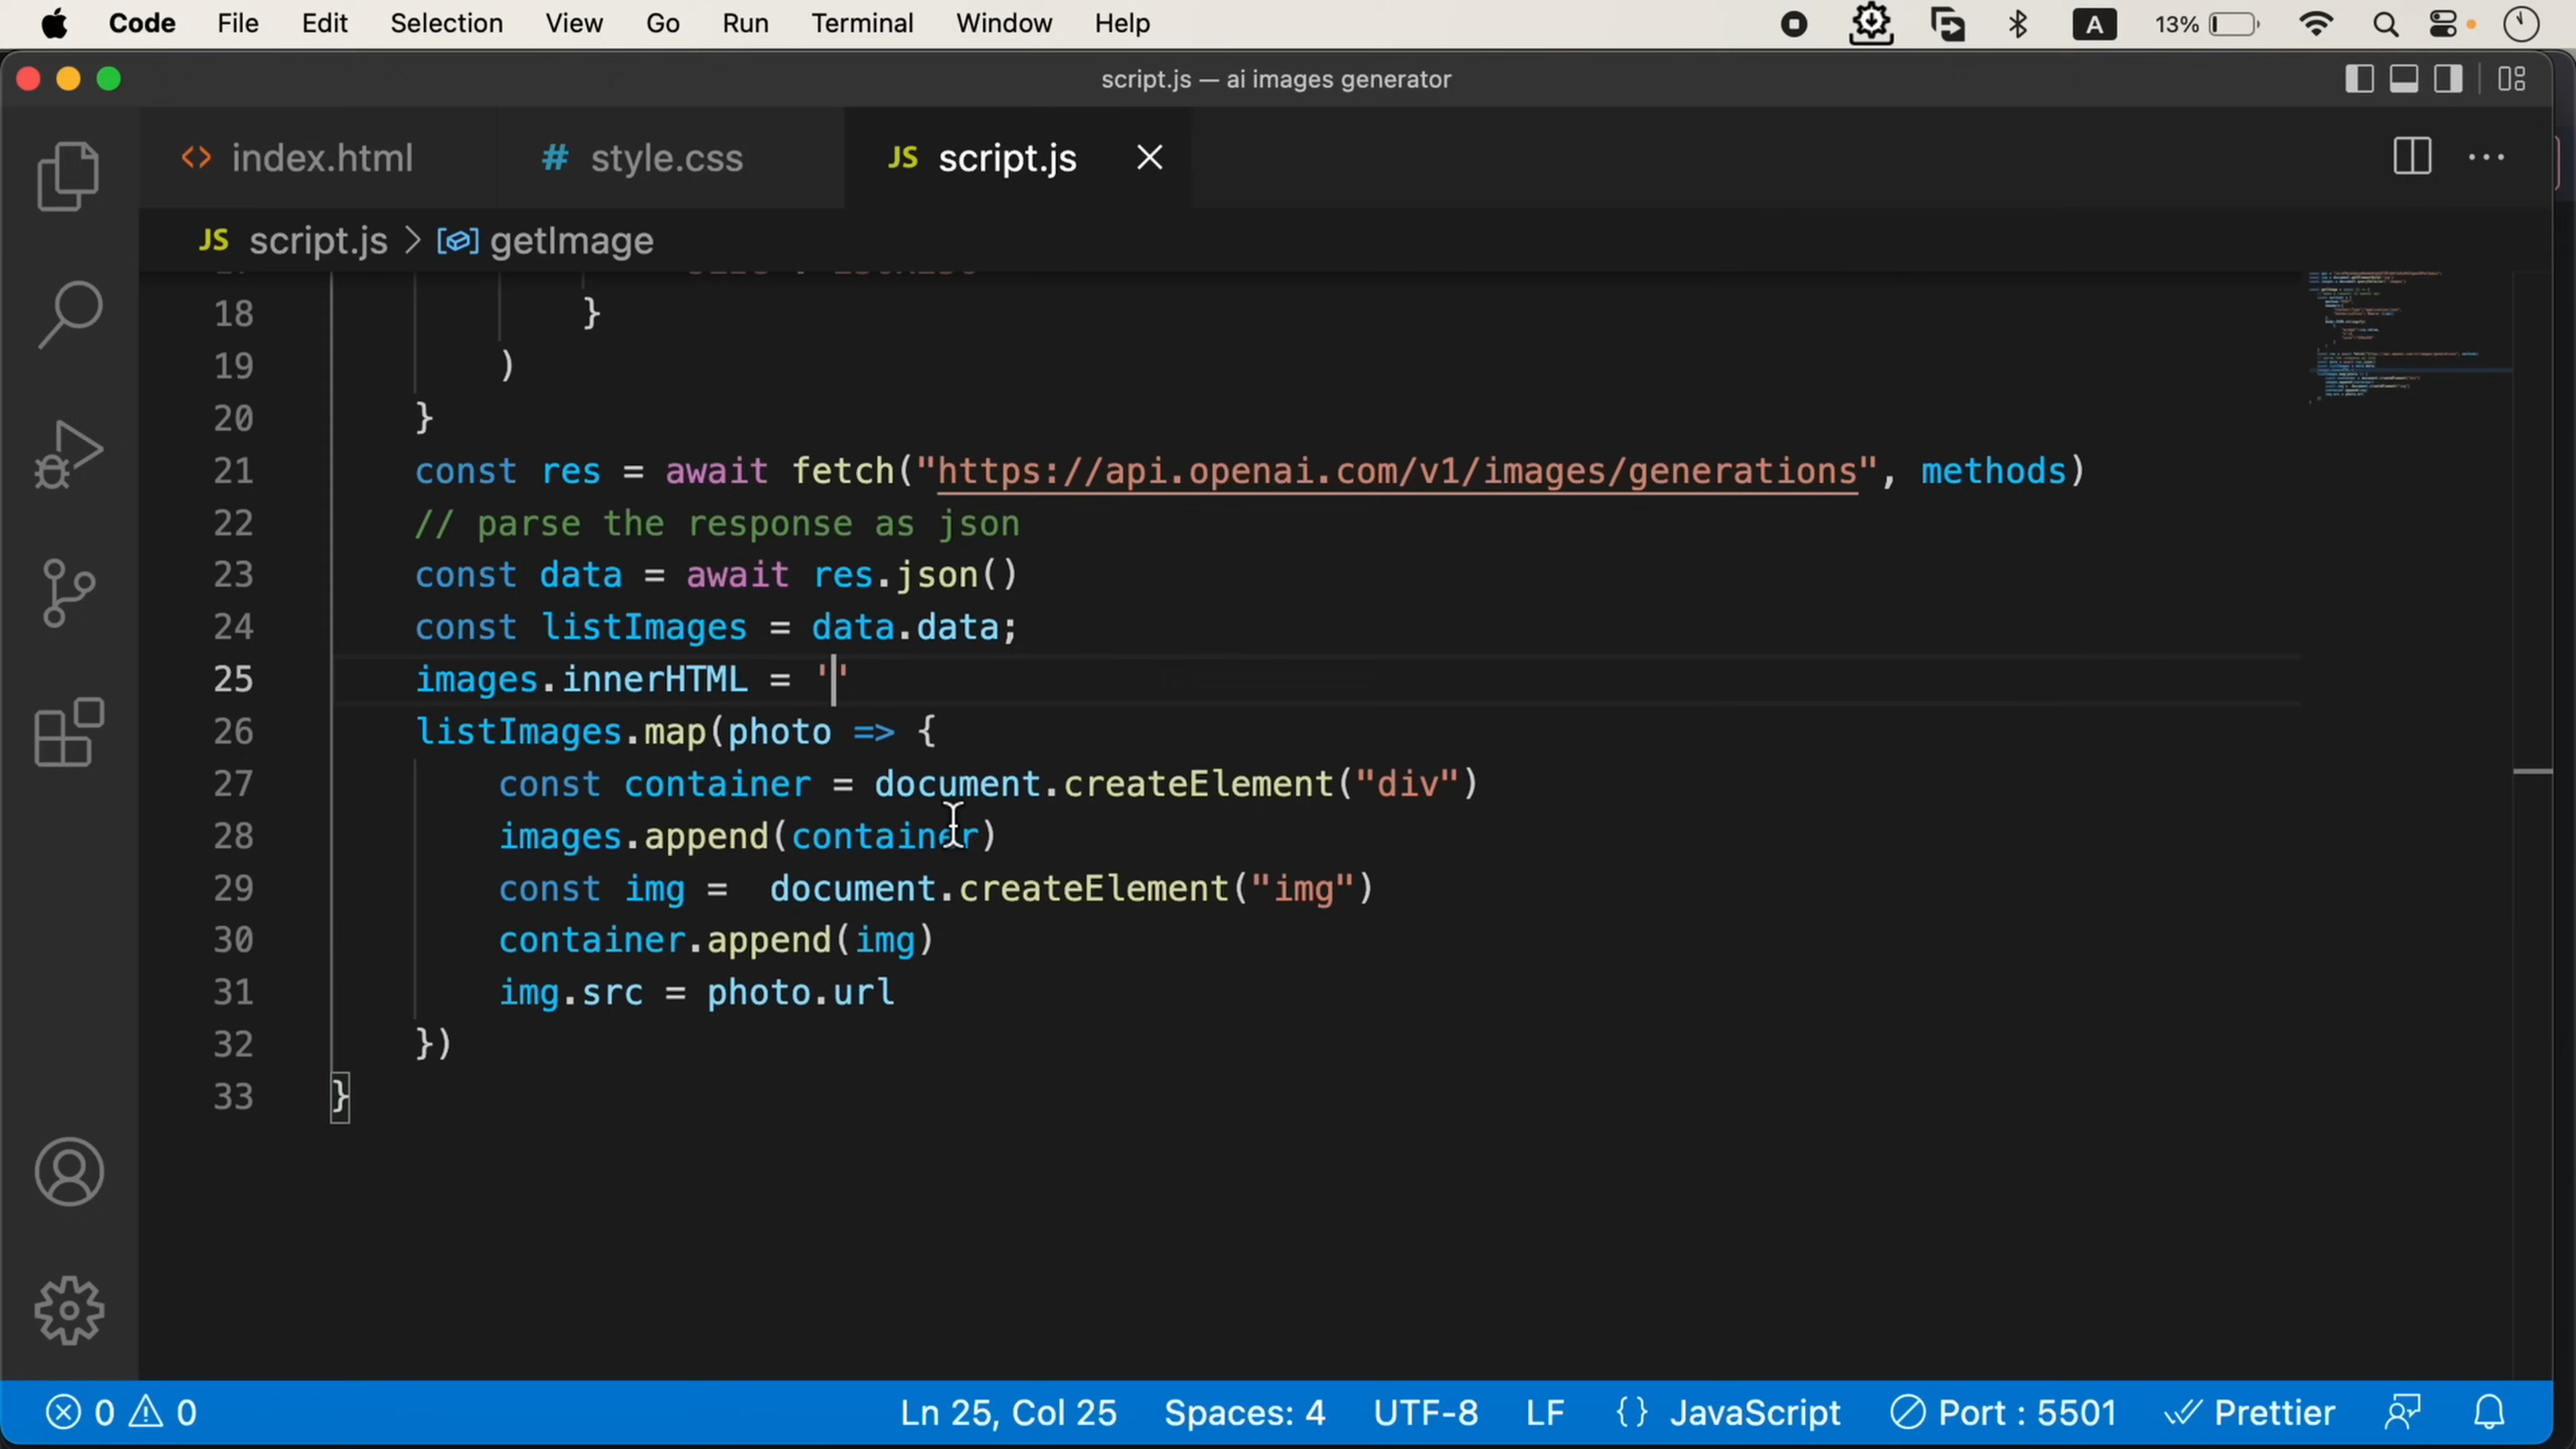 Code File Edit Selection View Go Run Terminal Window Help A 13%
script.js — ai images generator
index.html # style.css JS script.js
JS script.js > getImage
18 }
19 )
20 }
21 const res = await fetch("https://api.openai.com/v1/images/generations", methods)
22 // parse the response as json
23 const data = await res.json()
24 const listImages = data.data;
25 images.innerHTML = ''
26 listImages.map(photo => {
27 const container = document.createElement("div")
28 images.append(container)
29 const img =  document.createElement("img")
30 container.append(img)
31 img.src = photo.url
32 })
33 }
0 0 Ln 25, Col 25 Spaces: 4 UTF-8 LF {} JavaScript Port : 5501 Prettier